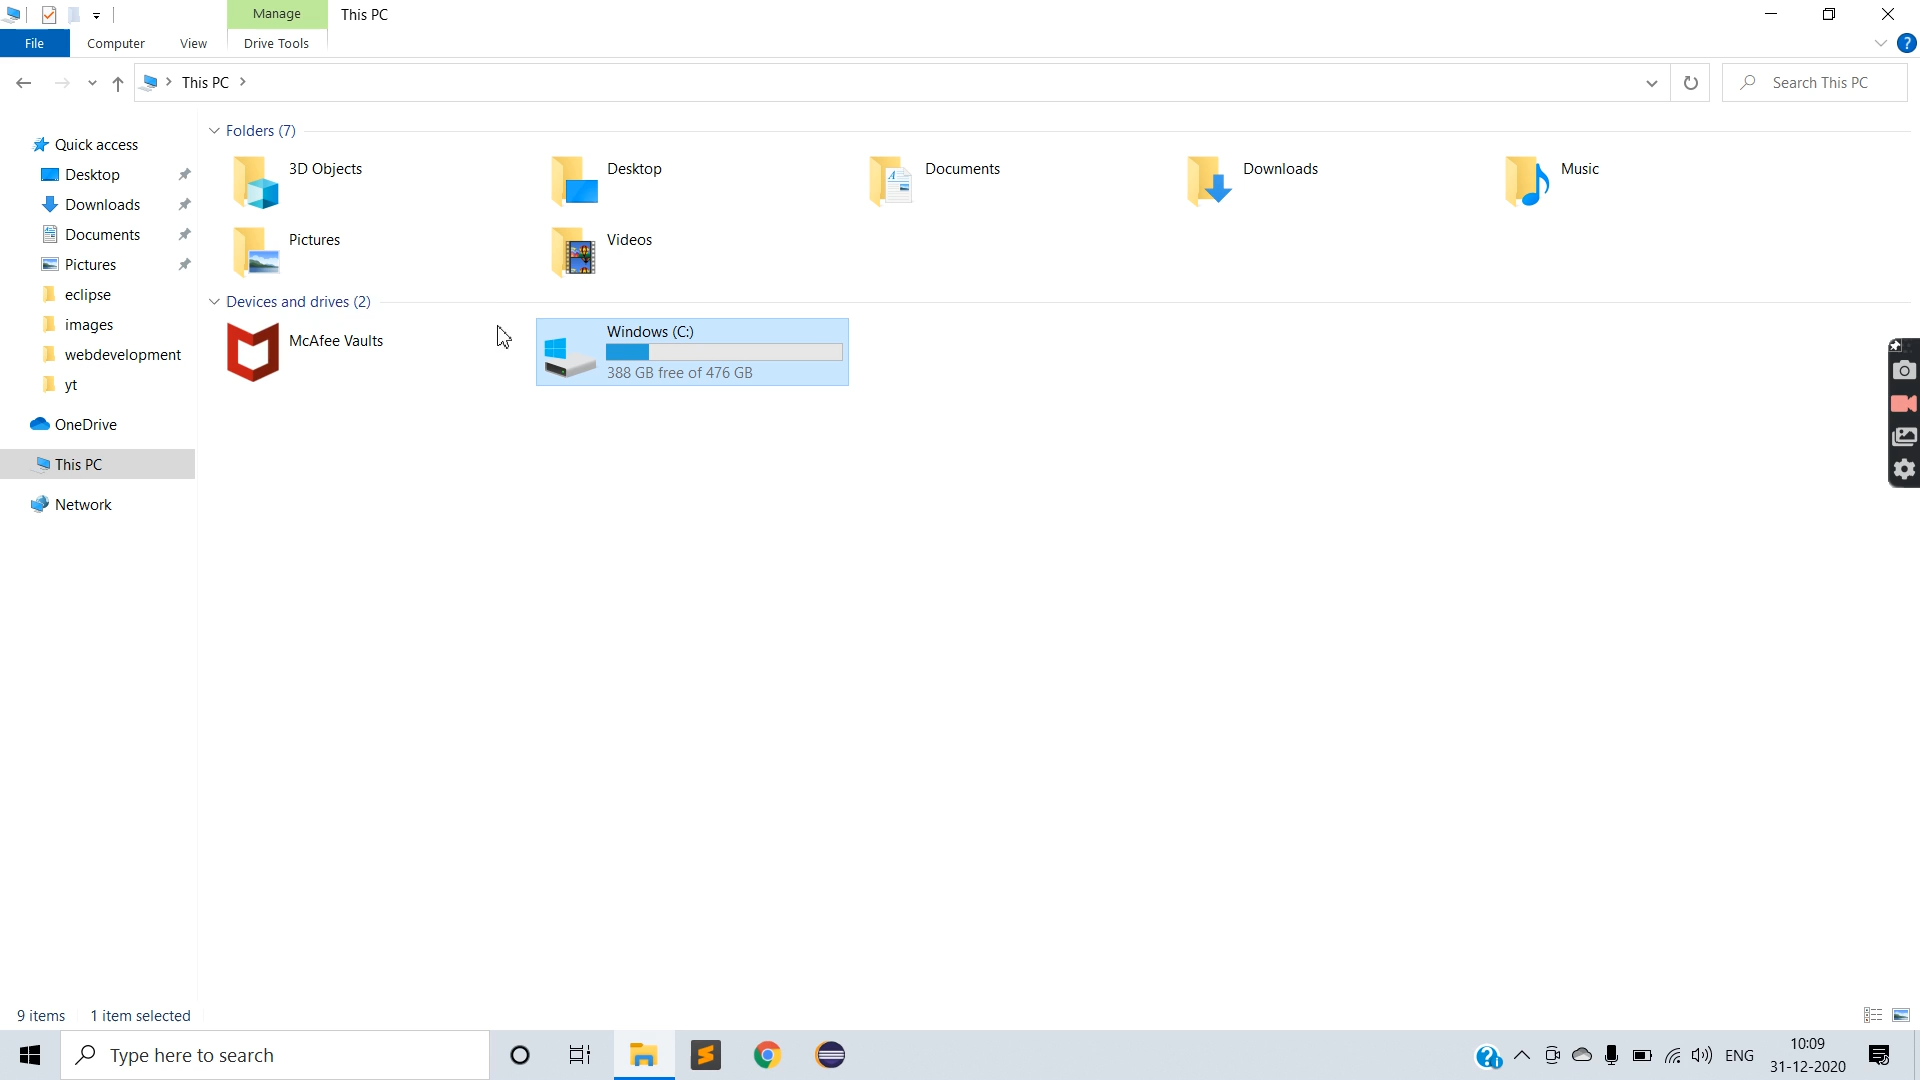 Manage
This PC
File
Computer
View
Drive Tools
This PC
Search This PC
Quick access
Desktop
Downloads
Documents
Pictures
eclipse
images
webdevelopment
yt
OneDrive
This PC
Network
Folders (7)
3D Objects
Desktop
Documents
Downloads
Music
Pictures
Videos
Devices and drives (2)
McAfee Vaults
Windows (C:)
388 GB free of 476 GB
9 items
1 item selected
Type here to search
ENG
10:09
31-12-2020